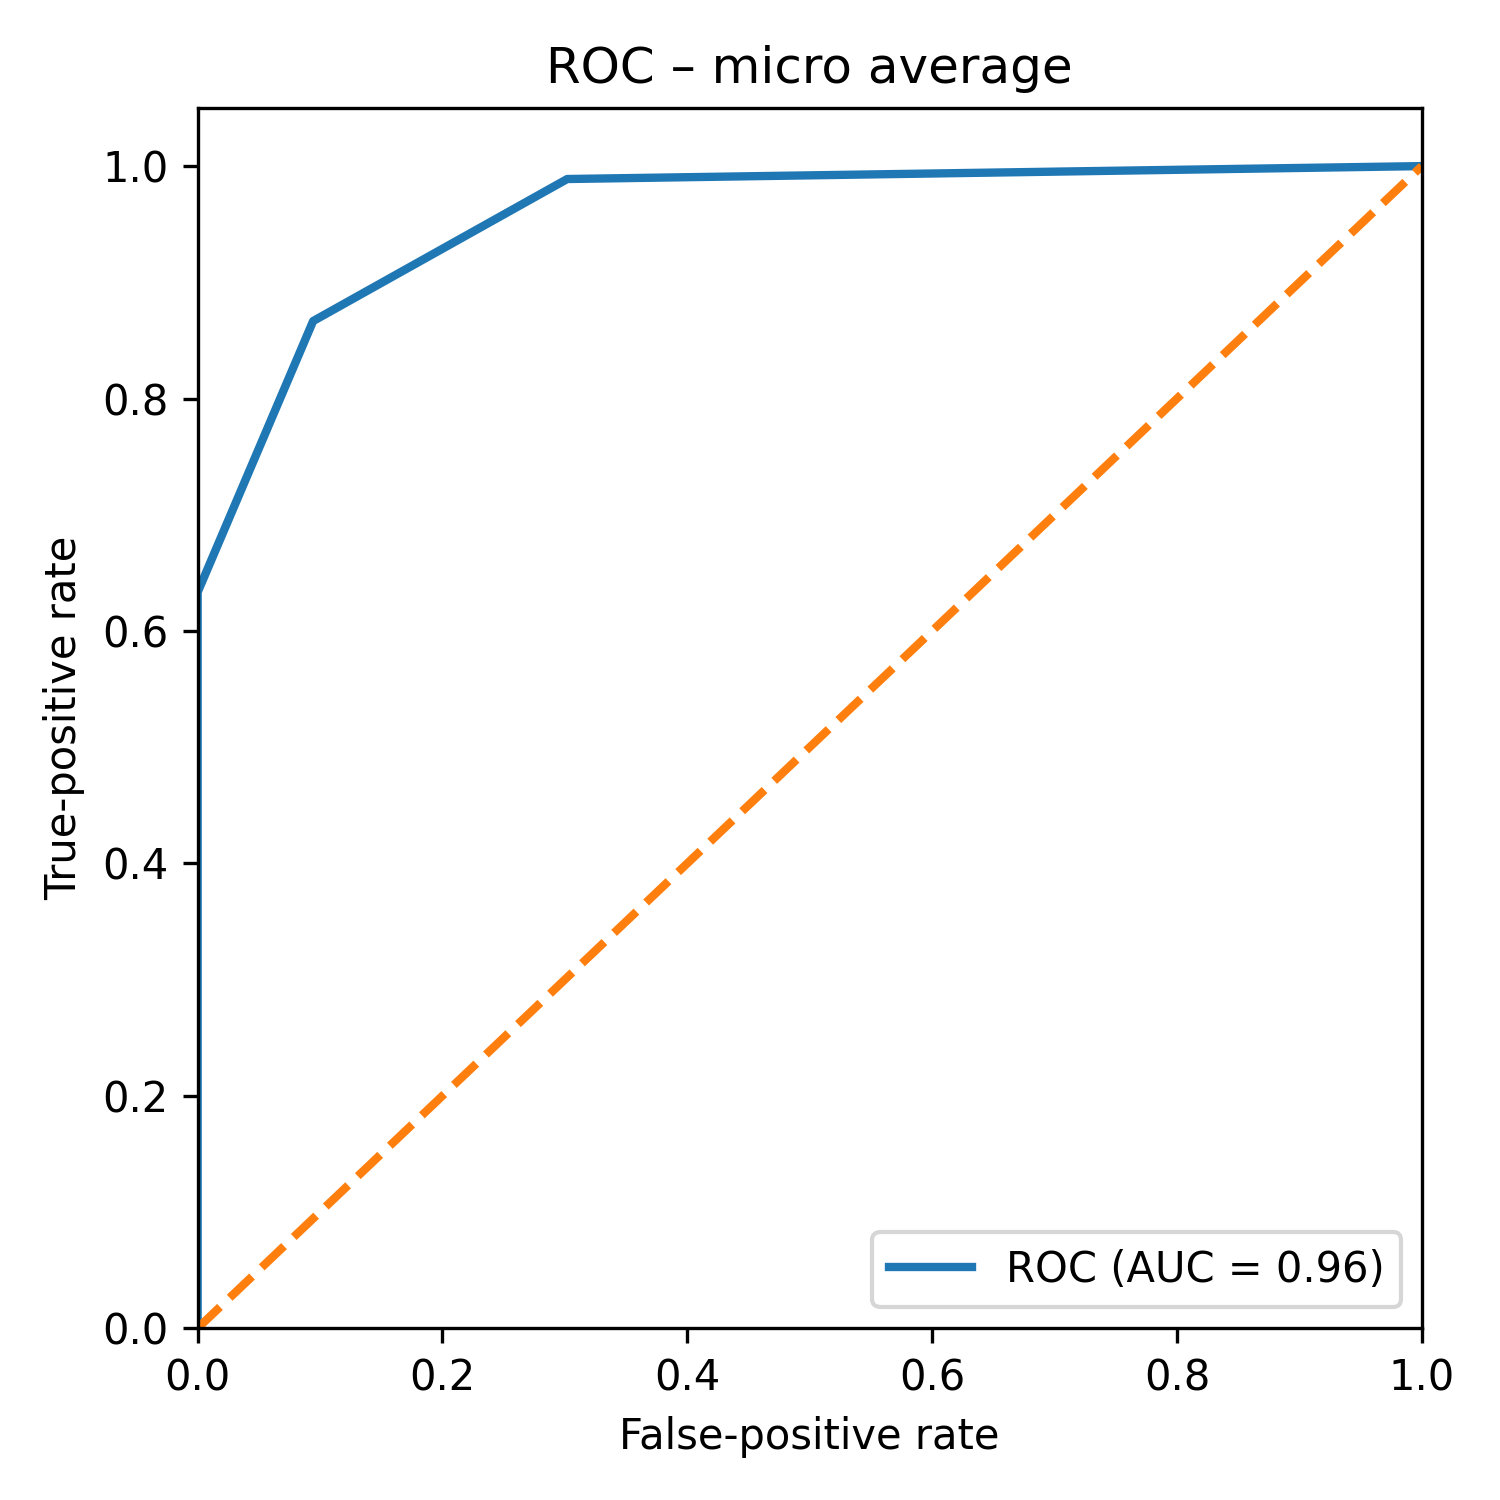 ROC – micro average
1.0
0.8
0.6
0.4
0.2
0.0
True-positive rate
ROC (AUC = 0.96)
0.0 0.2 0.4 0.6 0.8 1.0
False-positive rate